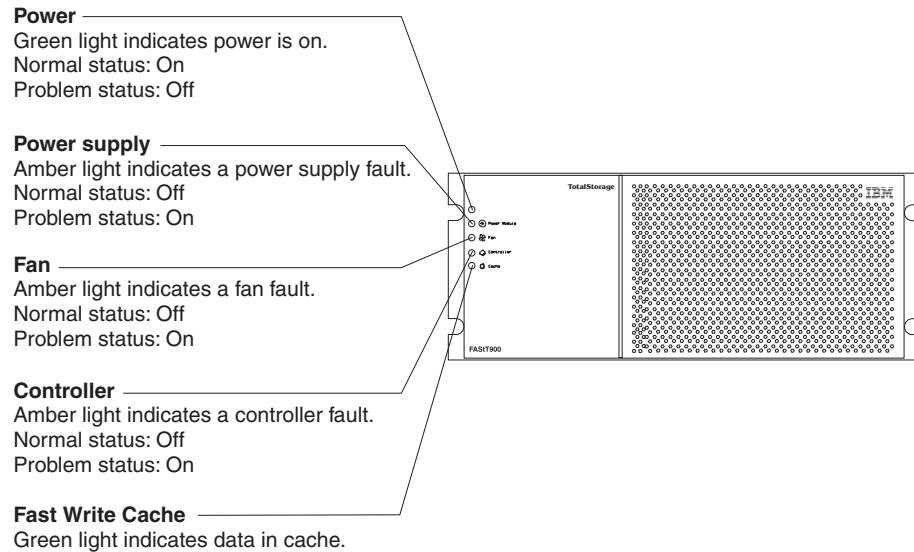 Power
Green light indicates power is on.
Normal status: On
Problem status: Off
Power supply
Amber light indicates a power supply fault.
Normal status: Off
Problem status: On
Fan
Amber light indicates a fan fault.
Normal status: Off
Problem status: On
Controller
Amber light indicates a controller fault.
Normal status: Off
Problem status: On
Fast Write Cache
Green light indicates data in cache.
TotalStorage
IBM
Power Module
Fan
Controller
Cache
FAStT900